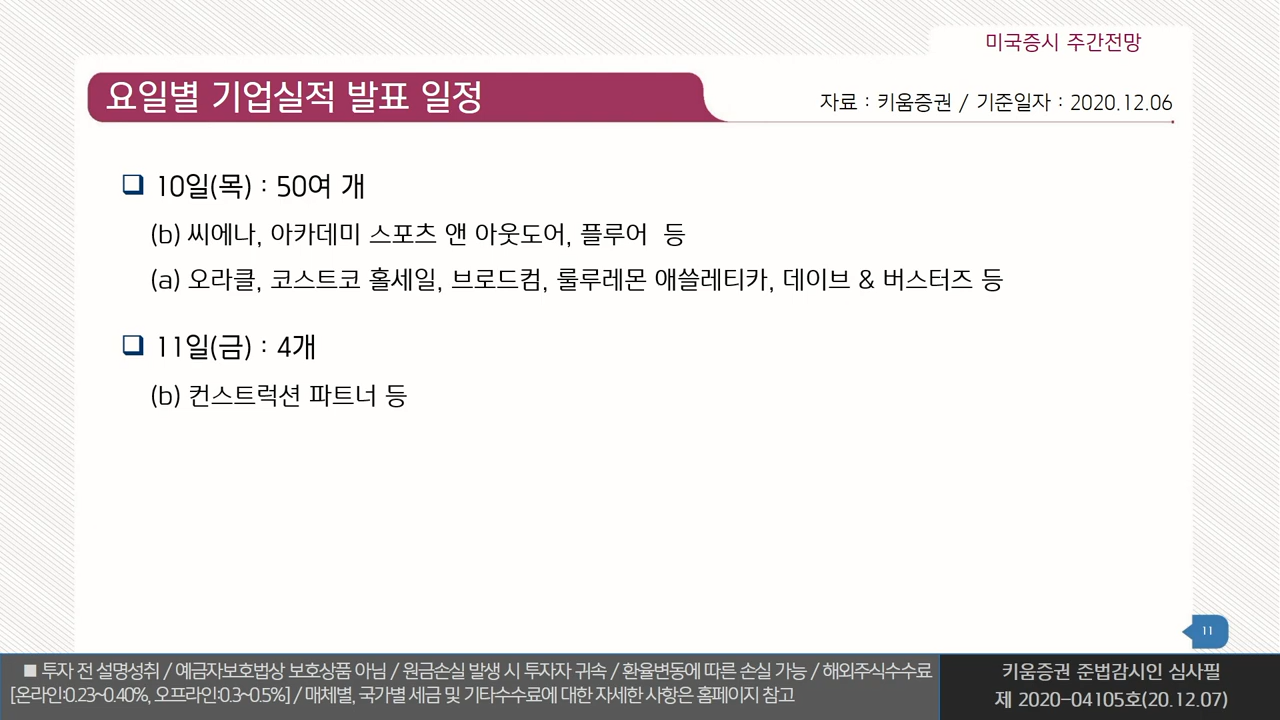 미국증시 주간전망
요일별 기업실적 발표 일정
자료 : 키움증권 / 기준일자 : 2020.12.06
❑ 10일(목) : 50여 개
(b) 씨에나, 아카데미 스포츠 앤 아웃도어, 플루어 등
(a) 오라클, 코스트코 홀세일, 브로드컴, 룰루레몬 애쓸레티카, 데이브 & 버스터즈 등
❑ 11일(금) : 4개
(b) 컨스트럭션 파트너 등
11
■ 투자 전 설명성취 / 예금자보호법상 보호상품 아님 / 원금손실 발생 시 투자자 귀속 / 환율변동에 따른 손실 가능 / 해외주식수수료
[온라인:0.23~0.40%, 오프라인:0.3~0.5%] / 매체별, 국가별 세금 및 기타수수료에 대한 자세한 사항은 홈페이지 참고
키움증권 준법감시인 심사필
제 2020-04105호(20.12.07)